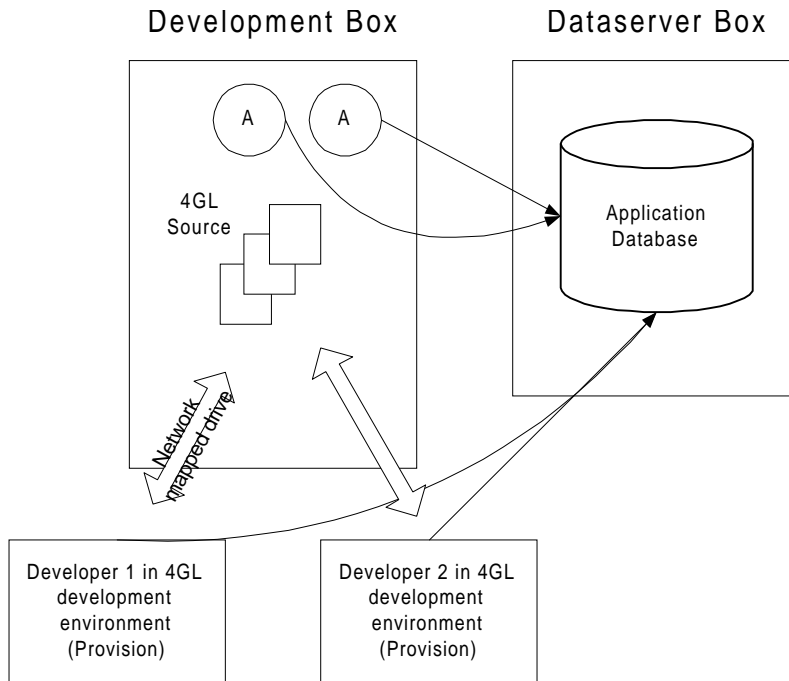 Development Box
Dataserver Box
A
A
4GL
Source
Application
Database
Network
mapped drive
Developer 1 in 4GL
development
environment
(Provision)
Developer 2 in 4GL
development
environment
(Provision)